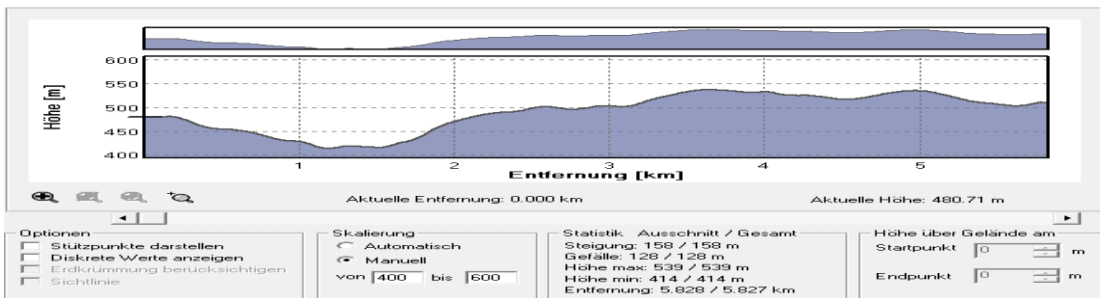 600
550
500
450
400
Höhe [m]
1 2 3 4 5
Entfernung [km]
Aktuelle Entfernung: 0.000 km Aktuelle Höhe: 480.71 m
Optionen
Stützpunkte darstellen
Diskrete Werte anzeigen
Erdkrümmung berücksichtigen
Sichtlinie
Skalierung
Automatisch
Manuell
von 400 bis 600
Statistik Ausschnitt / Gesamt
Steigung: 158 / 158 m
Gefälle: 128 / 128 m
Höhe max: 539 / 539 m
Höhe min: 414 / 414 m
Entfernung: 5.828 / 5.827 km
Höhe über Gelände am
Startpunkt 0 m
Endpunkt 0 m